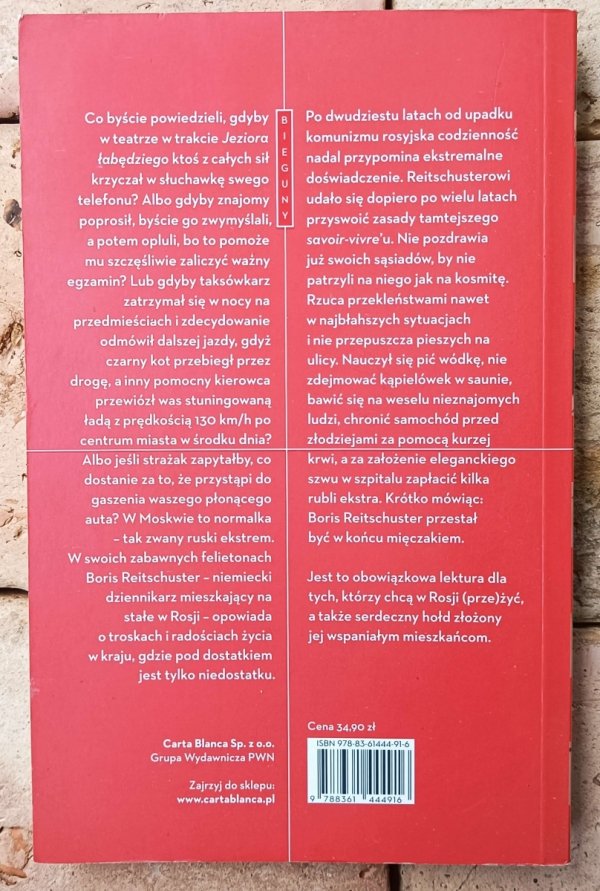 Co byście powiedzieli, gdyby
w teatrze w trakcie Jeziora
łabędziego ktoś z całych sił
krzyczał w słuchawkę swego
telefonu? Albo gdyby znajomy
poprosił, byście go zwymyślali,
a potem opluli, bo to pomoże
mu szczęśliwie zaliczyć ważny
egzamin? Lub gdyby taksówkarz
zatrzymał się w nocy na
przedmieściach i zdecydowanie
odmówił dalszej jazdy, gdyż
czarny kot przebiegł przez
drogę, a inny pomocny kierowca
przewiózł was stuningowaną
ładą z prędkością 130 km/h po
centrum miasta w środku dnia?
Albo jeśli strażak zapytałby, co
dostanie za to, że przystąpi do
gaszenia waszego płonącego
auta? W Moskwie to normalka
– tak zwany ruski ekstrem.
W swoich zabawnych felietonach
Boris Reitschuster – niemiecki
dziennikarz mieszkający na
stałe w Rosji – opowiada
o troskach i radościach życia
w kraju, gdzie pod dostatkiem
jest tylko niedostatku.
BIEGUNY
Po dwudziestu latach od upadku
komunizmu rosyjska codzienność
nadal przypomina ekstremalne
doświadczenie. Reitschusterowi
udało się dopiero po wielu latach
przyswoić zasady tamtejszego
savoir-vivre'u. Nie pozdrawia
już swoich sąsiadów, by nie
patrzyli na niego jak na kosmitę.
Rzuca przekleństwami nawet
w najbłahszych sytuacjach
i nie przepuszcza pieszych na
ulicy. Nauczył się pić wódkę, nie
zdejmować kąpielówek w saunie,
bawić się na weselu nieznajomych
ludzi, chronić samochód przed
złodziejami za pomocą kurzej
krwi, a za założenie eleganckiego
szwu w szpitalu zapłacić kilka
rubli ekstra. Krótko mówiąc:
Boris Reitschuster przestał
być w końcu mięczakiem.
Jest to obowiązkowa lektura dla
tych, którzy chcą w Rosji (prze)żyć,
a także serdeczny hołd złożony
jej wspaniałym mieszkańcom.
Carta Blanca Sp. z o.o.
Grupa Wydawnicza PWN
Zajrzyj do sklepu:
www.cartablanca.pl
Cena 34,90 zł
ISBN 978-83-61444-91-6
9 788361 444916